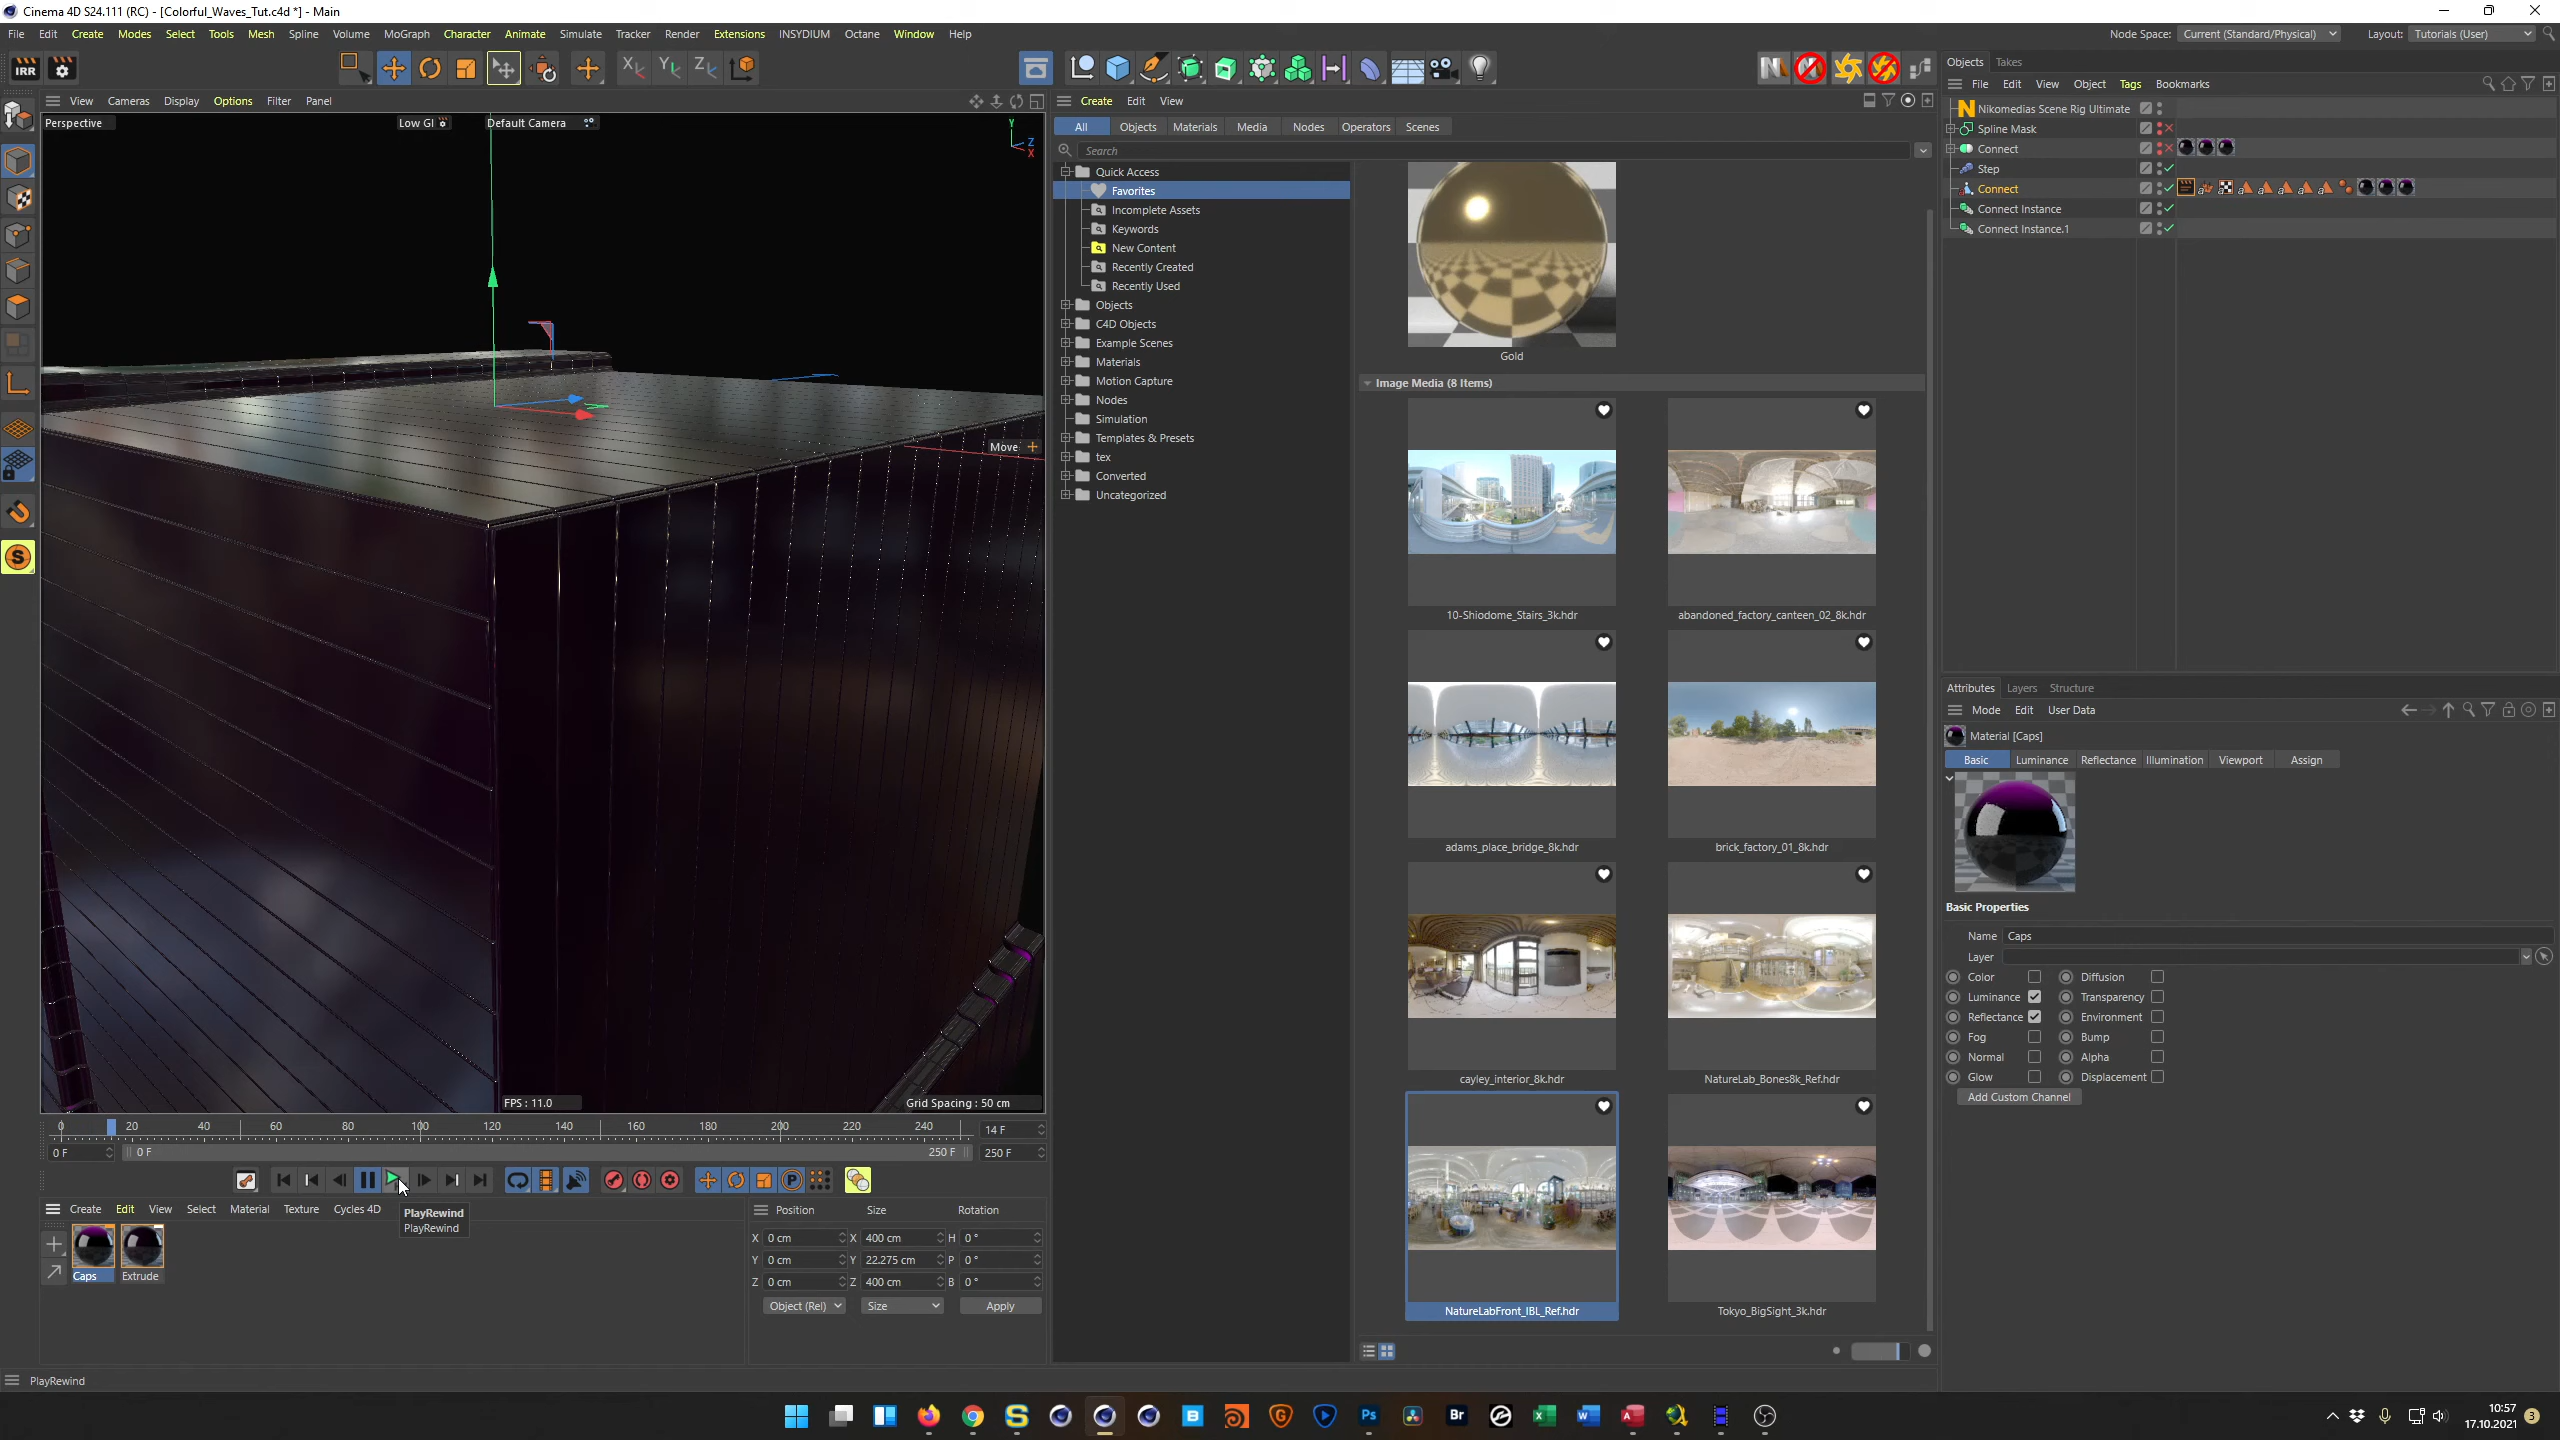 Cinema 4D S24.111 (RC) - [Colorful_Waves_Tut.c4d *] - Main
File Edit Create Modes Select Tools Mesh Spline Volume MoGraph Character Animate Simulate Tracker Render Extensions INSYDIUM Octane Window Help
Node Space: Current (Standard/Physical) Layout: Tutorials (User)
IRR
Objects Takes
File Edit View Object Tags Bookmarks
View Cameras Display Options Filter Panel
Create Edit View
Perspective Low GI Default Camera
All Objects Materials Media Nodes Operators Scenes
Search
Quick Access
Favorites
Incomplete Assets
Keywords
New Content
Recently Created
Recently Used
Objects
C4D Objects
Example Scenes
Materials
Motion Capture
Nodes
Simulation
Templates & Presets
tex
Converted
Uncategorized
Gold
Image Media (8 Items)
10-Shiodome_Stairs_3k.hdr
abandoned_factory_canteen_02_8k.hdr
adams_place_bridge_8k.hdr
brick_factory_01_8k.hdr
cayley_interior_8k.hdr
NatureLab_Bones8k_Ref.hdr
NatureLabFront_IBL_Ref.hdr
Tokyo_BigSight_3k.hdr
Nikomedias Scene Rig Ultimate
Spline Mask
Connect
Step
Connect
Connect Instance
Connect Instance.1
Attributes Layers Structure
Mode Edit User Data
Material [Caps]
Basic Luminance Reflectance Illumination Viewport Assign
Basic Properties
Name Caps
Layer
Color Diffusion
Luminance Transparency
Reflectance Environment
Fog Bump
Normal Alpha
Glow Displacement
Add Custom Channel
Y
Z
X
Move
FPS : 11.0
Grid Spacing : 50 cm
0 20 40 60 80 100 120 140 160 180 200 220 240 14 F
0 F 0 F 250 F 250 F
Create Edit View Select Material Texture Cycles 4D
PlayRewind
PlayRewind
Caps Extrude
Position Size Rotation
X 0 cm X 400 cm H 0 °
Y 0 cm Y 22.275 cm P 0 °
Z 0 cm Z 400 cm B 0 °
Object (Rel) Size Apply
PlayRewind
10:57
17.10.2021
3